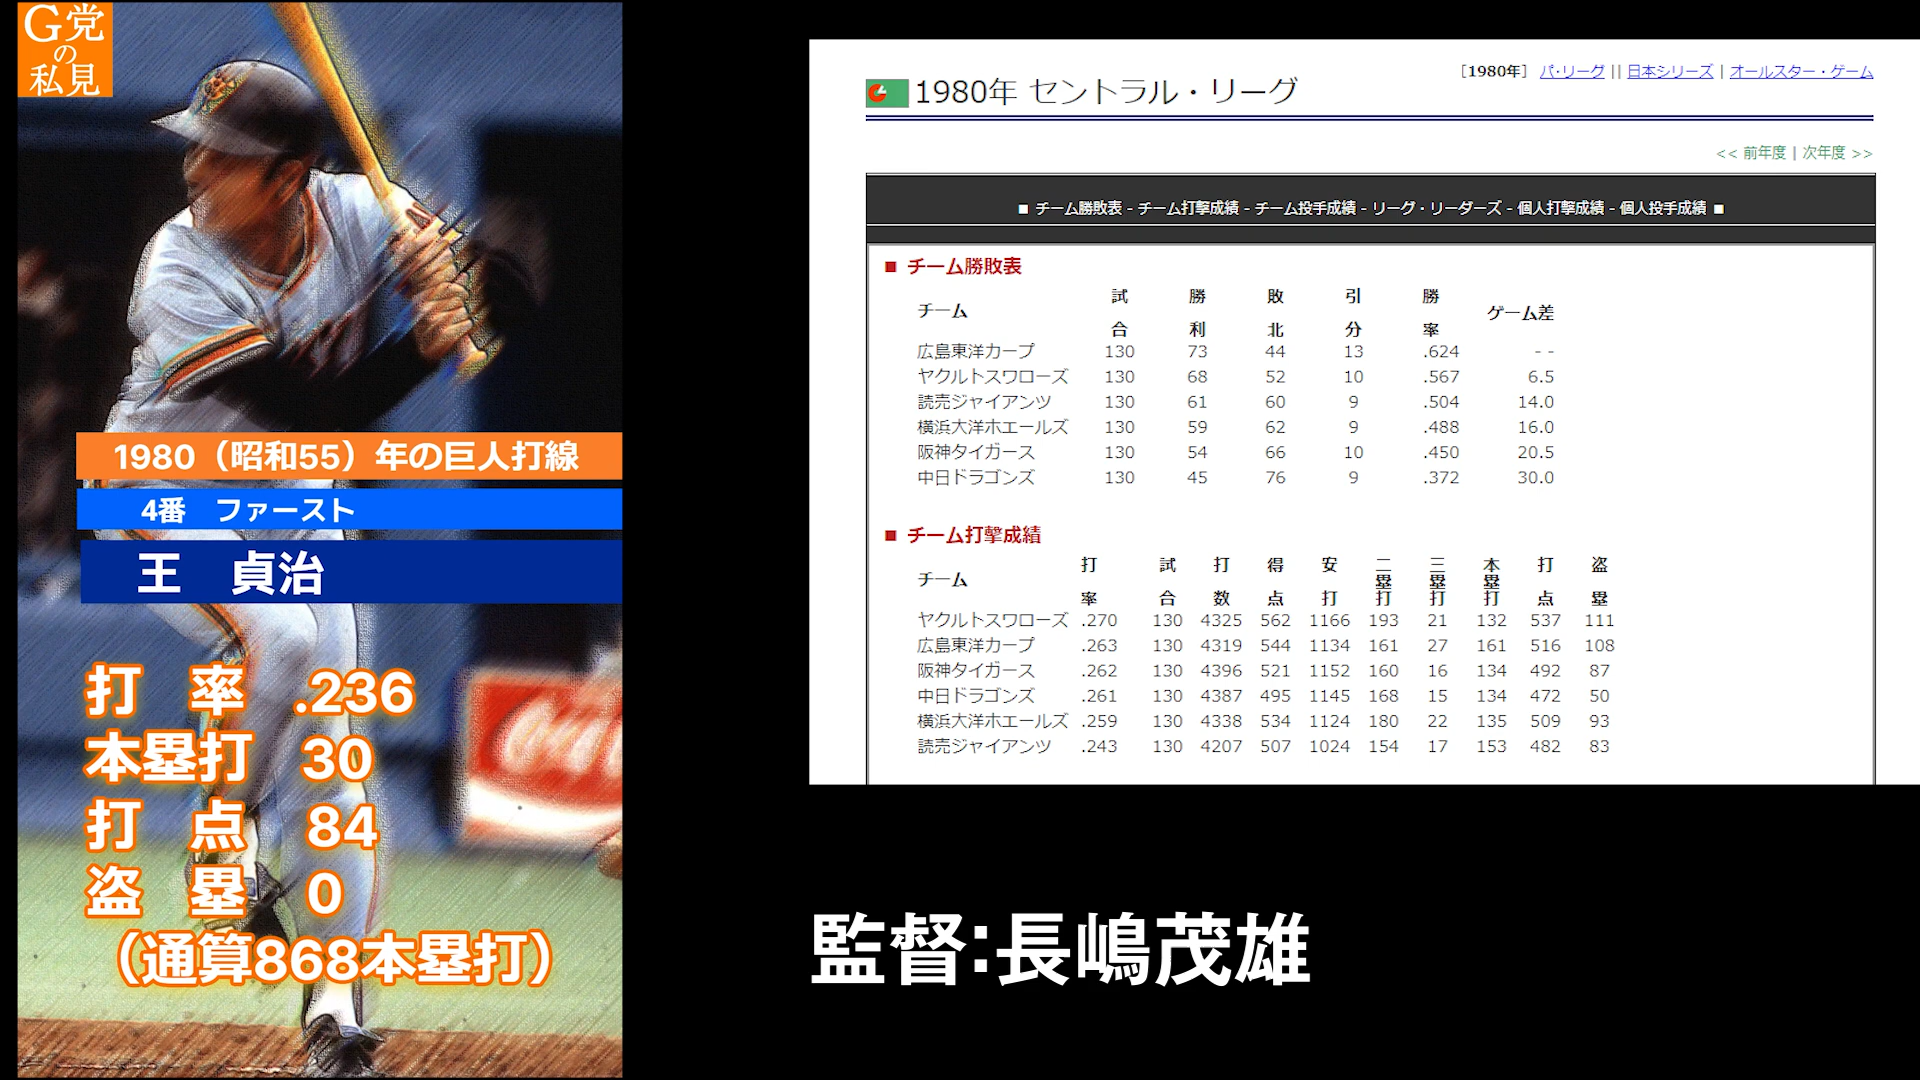 G党
の
私見
1980（昭和55）年の巨人打線
4番　ファースト
王　貞治
打　率　.236
本塁打　30
打　点　84
盗　塁　0
（通算868本塁打）
［1980年］ パ・リーグ || 日本シリーズ | オールスター・ゲーム
1980年 セントラル・リーグ
<< 前年度 | 次年度 >>
■ チーム勝敗表 - チーム打撃成績 - チーム投手成績 - リーグ・リーダーズ - 個人打撃成績 - 個人投手成績 ■
■ チーム勝敗表
チーム 試合 勝利 敗北 引分 勝率 ゲーム差
広島東洋カープ 130 73 44 13 .624 - -
ヤクルトスワローズ 130 68 52 10 .567 6.5
読売ジャイアンツ 130 61 60 9 .504 14.0
横浜大洋ホエールズ 130 59 62 9 .488 16.0
阪神タイガース 130 54 66 10 .450 20.5
中日ドラゴンズ 130 45 76 9 .372 30.0
■ チーム打撃成績
チーム 打率 試合 打数 得点 安打 二塁打 三塁打 本塁打 打点 盗塁
ヤクルトスワローズ .270 130 4325 562 1166 193 21 132 537 111
広島東洋カープ .263 130 4319 544 1134 161 27 161 516 108
阪神タイガース .262 130 4396 521 1152 160 16 134 492 87
中日ドラゴンズ .261 130 4387 495 1145 168 15 134 472 50
横浜大洋ホエールズ .259 130 4338 534 1124 180 22 135 509 93
読売ジャイアンツ .243 130 4207 507 1024 154 17 153 482 83
監督:長嶋茂雄